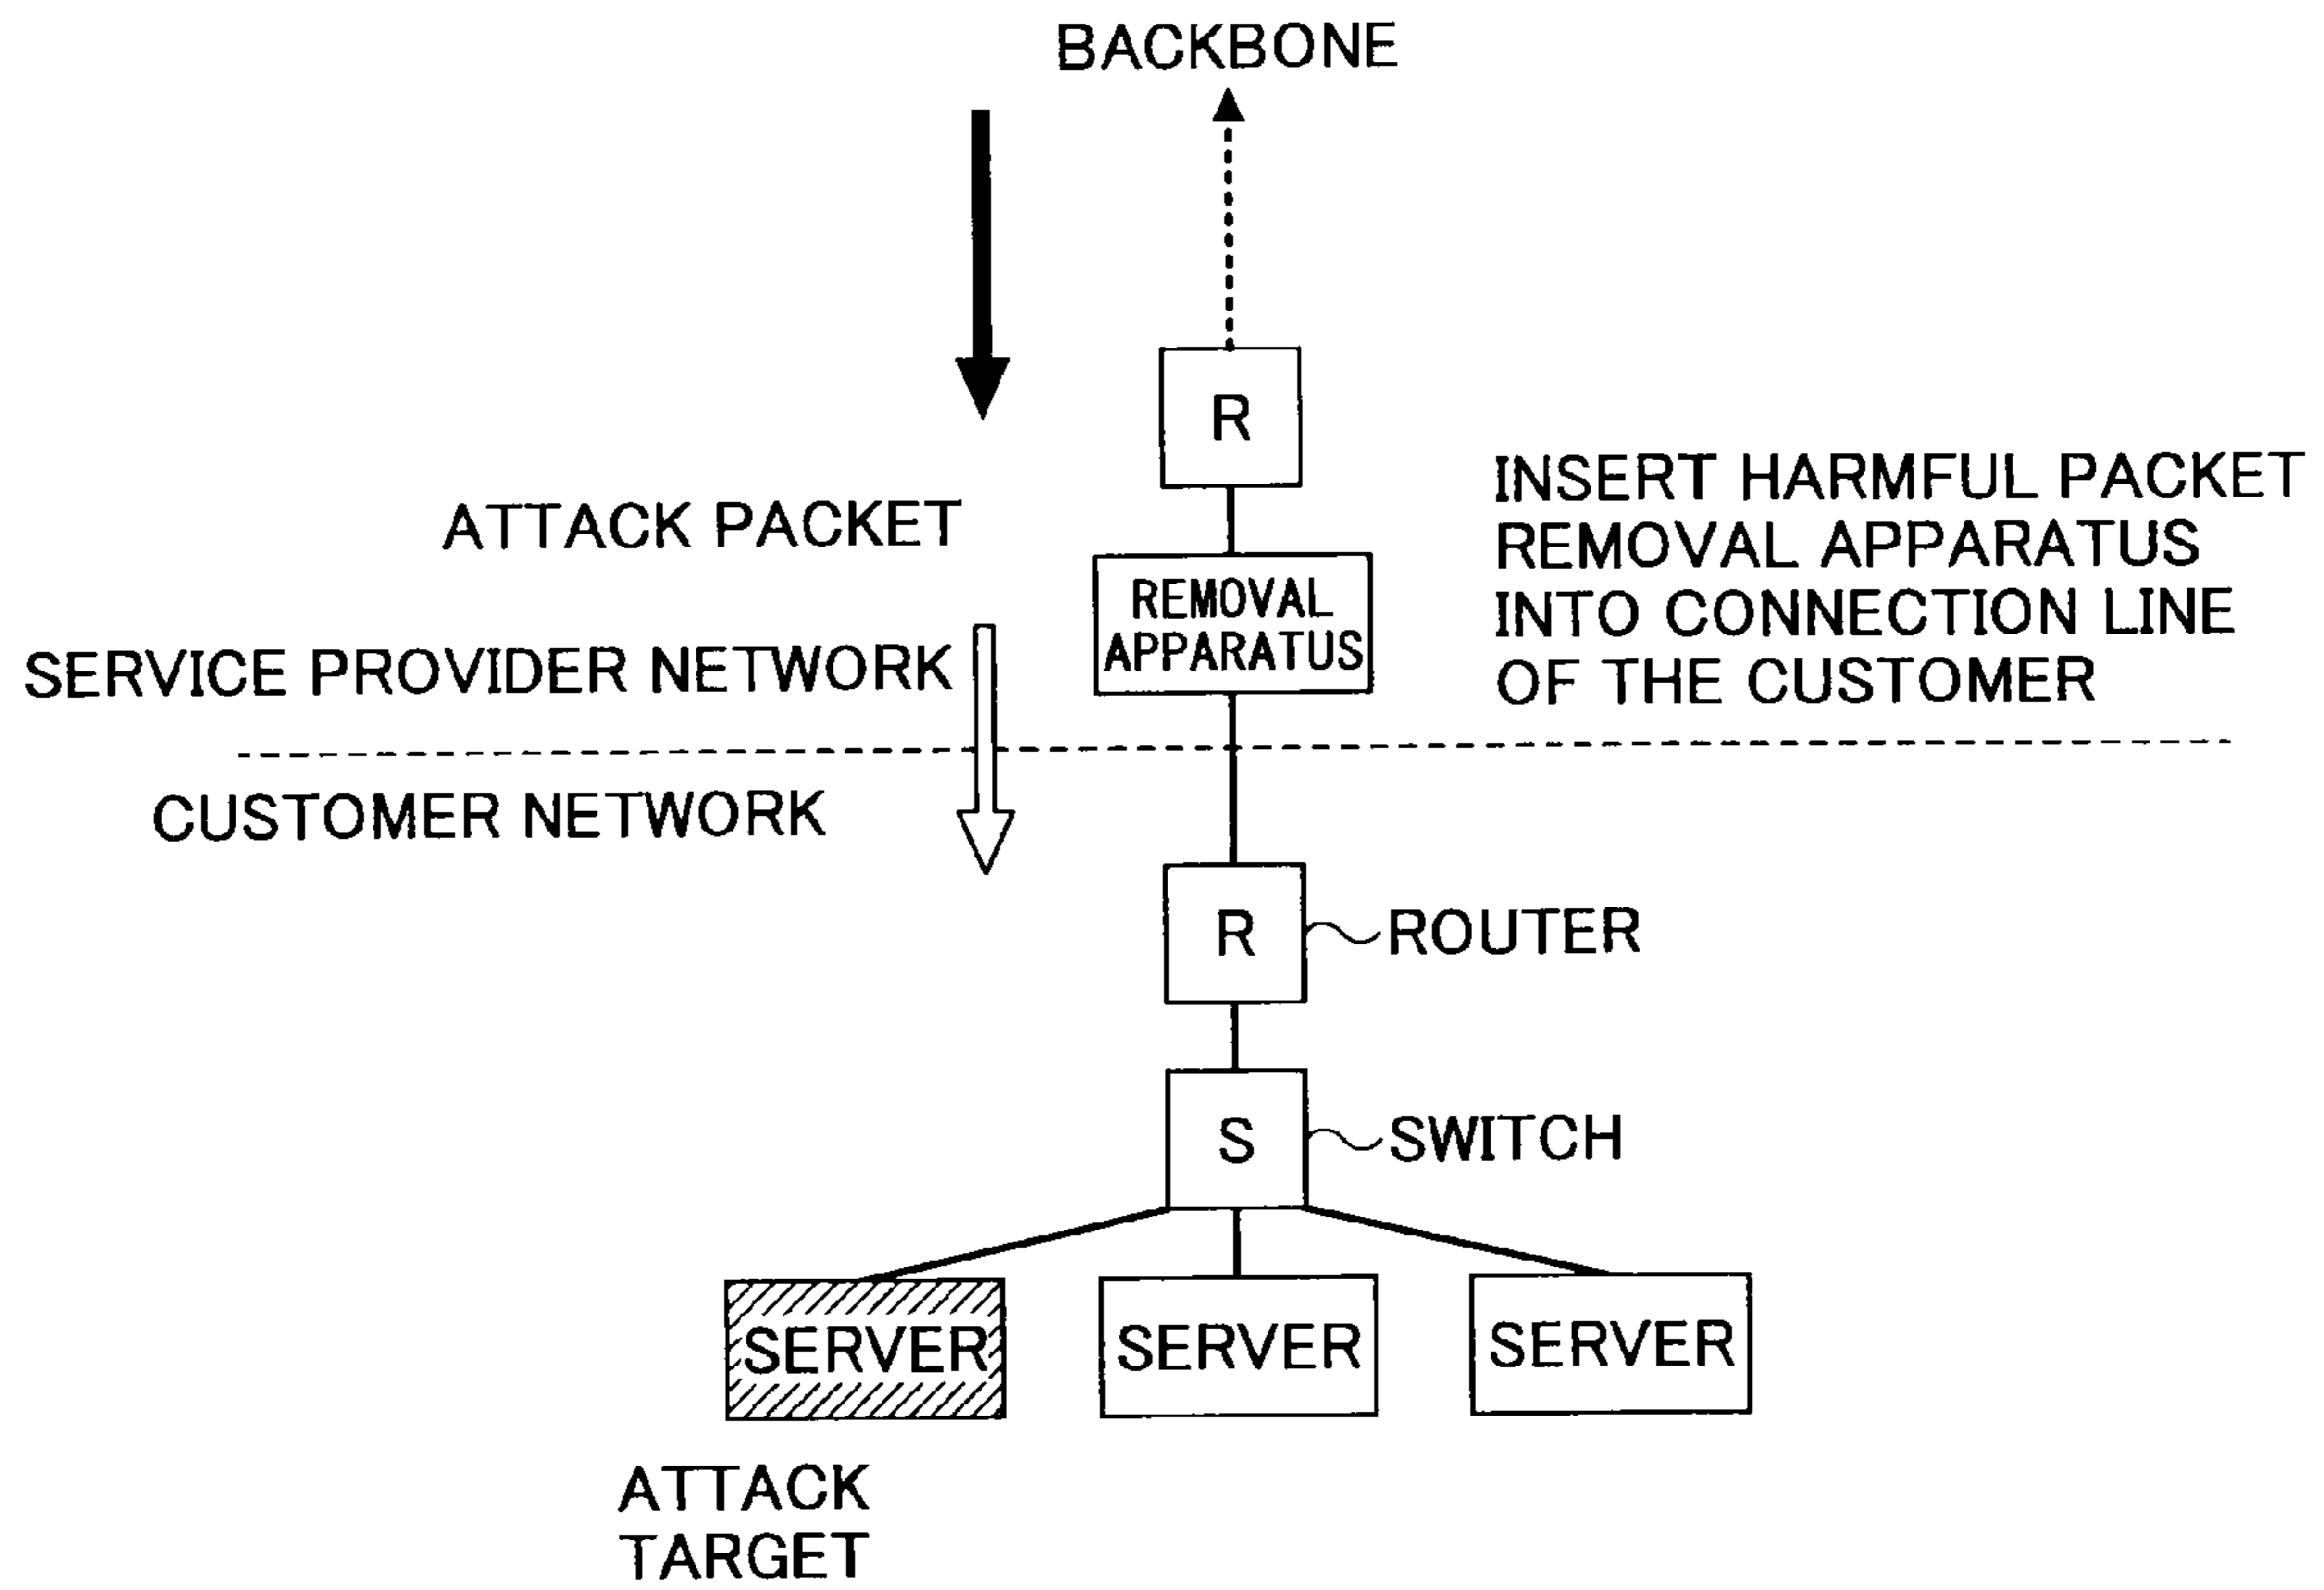 BACKBONE
R
ATTACK PACKET
INSERT HARMFUL PACKET
REMOVAL APPARATUS
INTO CONNECTION LINE
OF THE CUSTOMER
REMOVAL
APPARATUS
SERVICE PROVIDER NETWORK
CUSTOMER NETWORK
R
ROUTER
S
SWITCH
SERVER
SERVER
SERVER
ATTACK
TARGET